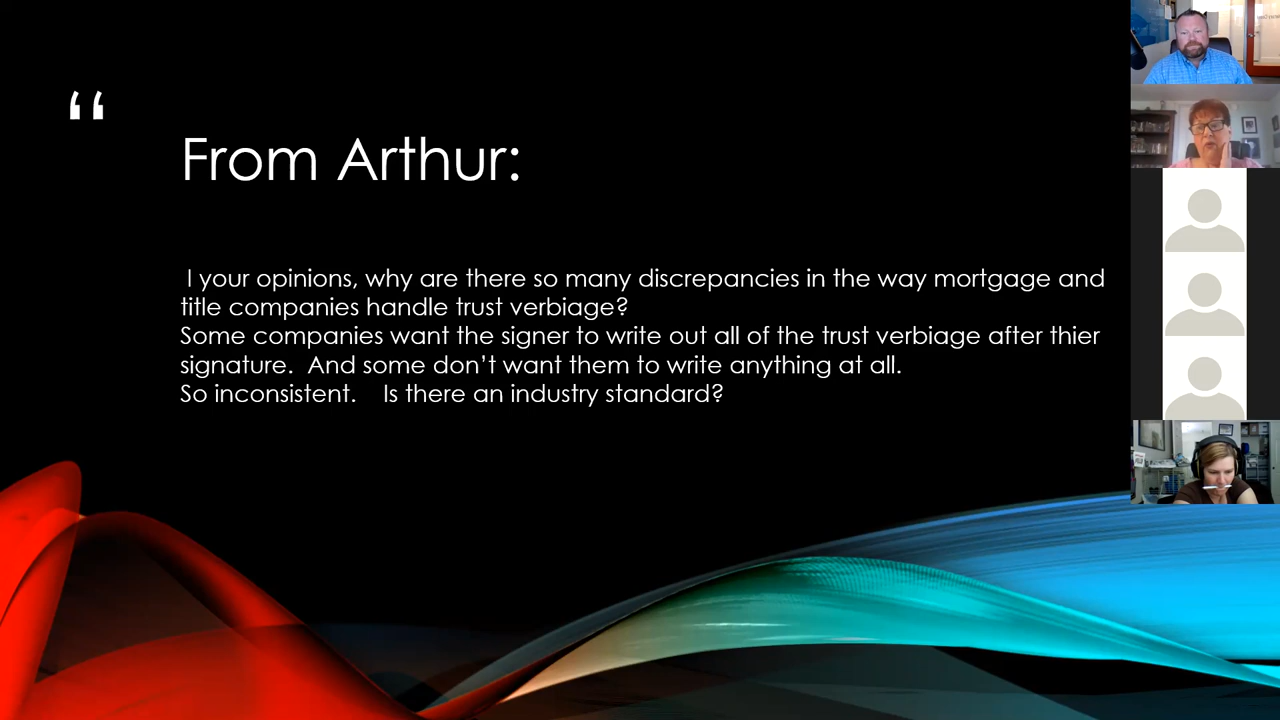 “
From Arthur:
I your opinions, why are there so many discrepancies in the way mortgage and
title companies handle trust verbiage?
Some companies want the signer to write out all of the trust verbiage after thier
signature.  And some don’t want them to write anything at all.
So inconsistent.    Is there an industry standard?